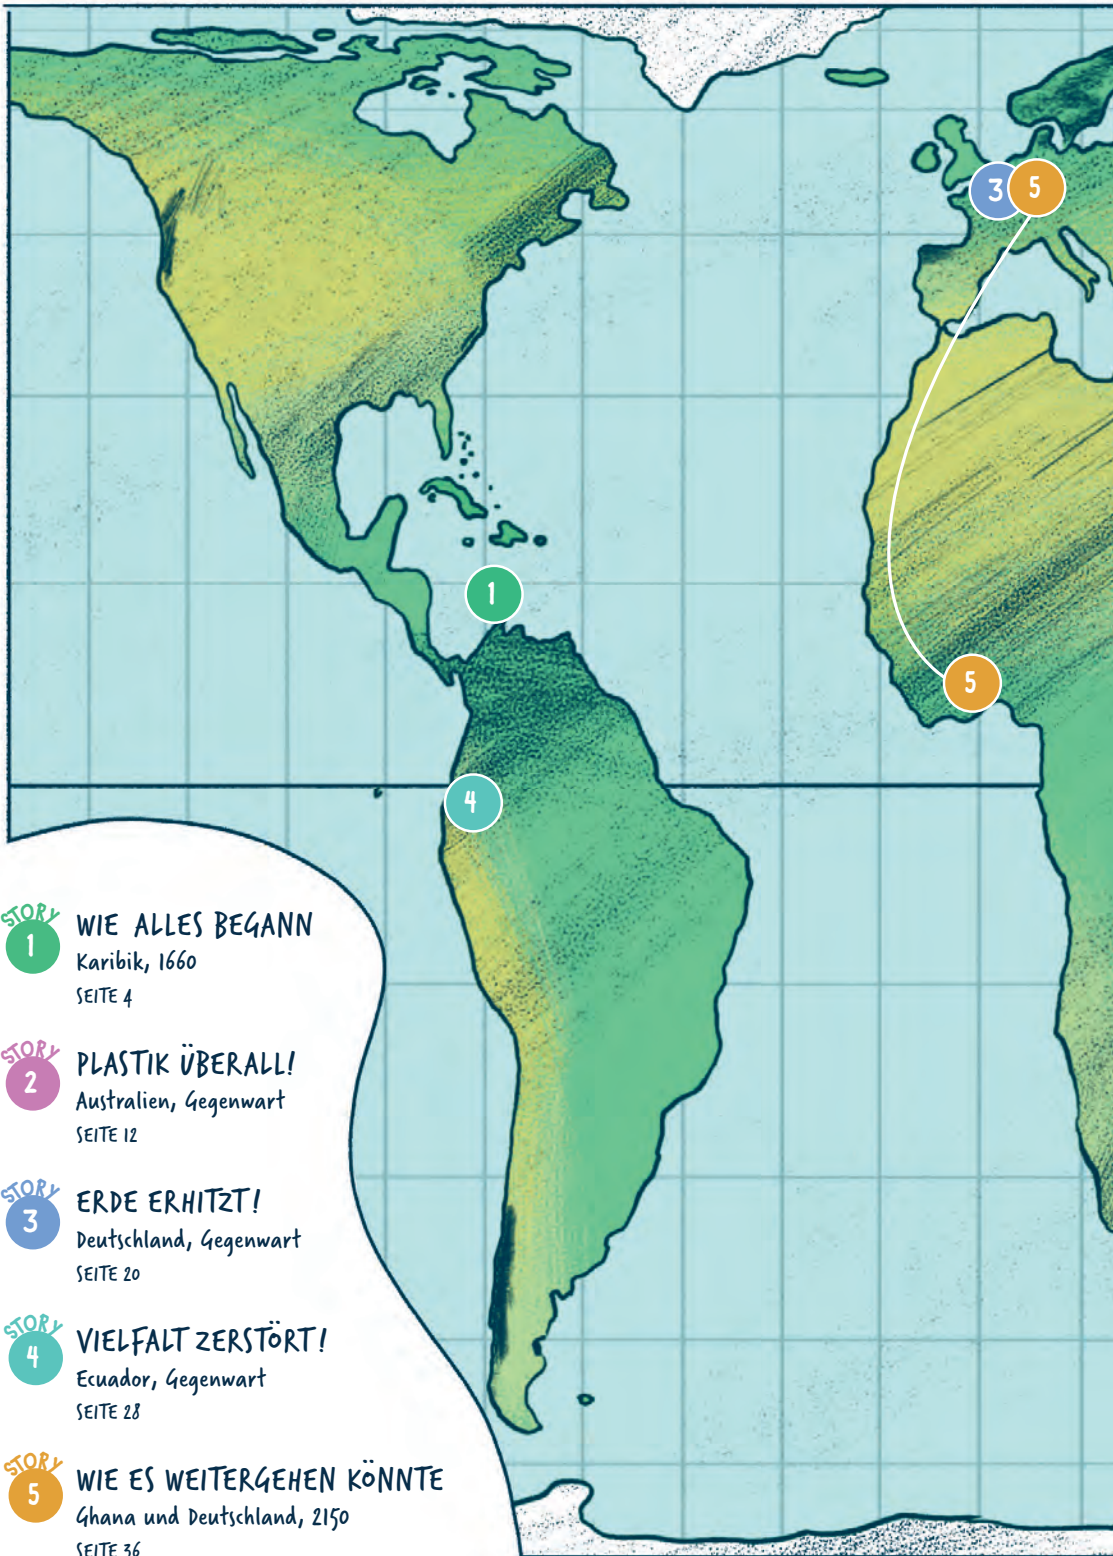 3
5
1
5
4
STORY
1
WIE ALLES BEGANN
Karibik, 1660
SEITE 4
STORY
2
PLASTIK ÜBERALL!
Australien, Gegenwart
SEITE 12
STORY
3
ERDE ERHITZT!
Deutschland, Gegenwart
SEITE 20
STORY
4
VIELFALT ZERSTÖRT!
Ecuador, Gegenwart
SEITE 28
STORY
5
WIE ES WEITERGEHEN KÖNNTE
Ghana und Deutschland, 2150
SEITE 36